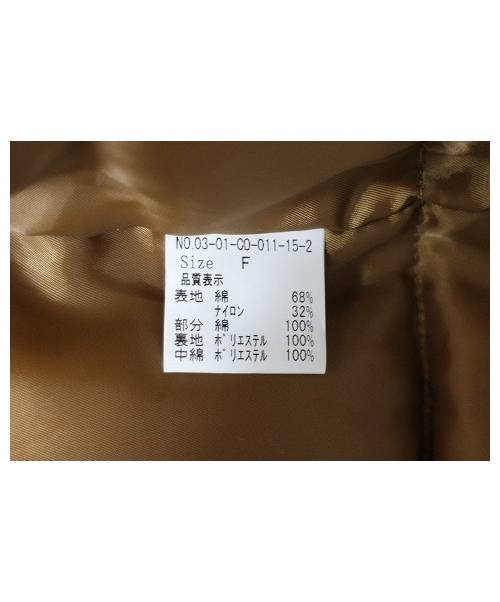 NO.03-01-CO-011-15-2
Size F
品質表示
表地 綿 68%
ナイロン 32%
部分 綿 100%
裏地 ポリエステル 100%
中綿 ポリエステル 100%